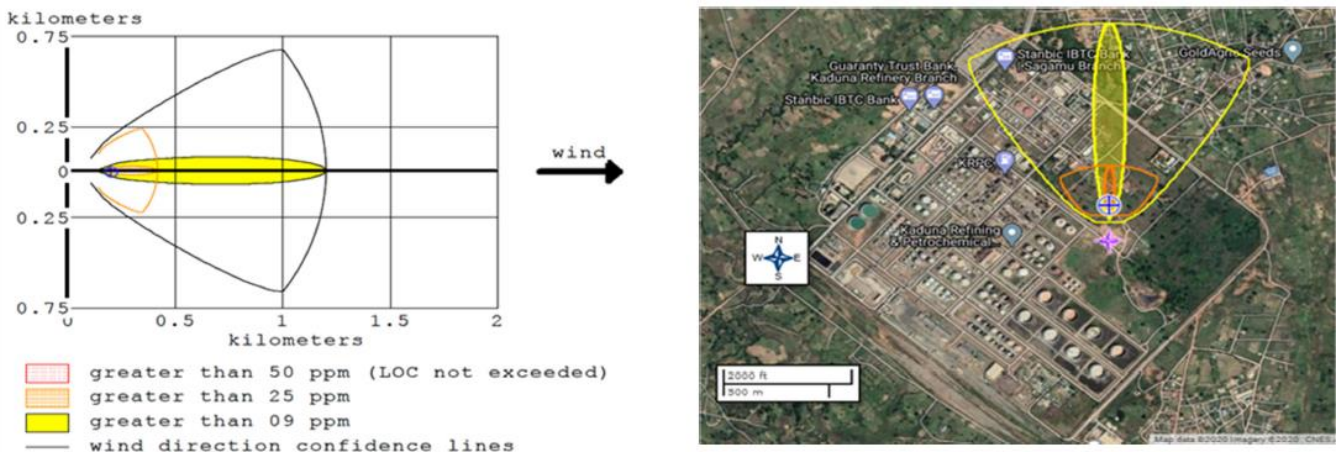 kilometers
0.75
0.25
0
0.25
0.75
0
0.5
1
1.5
2
kilometers
wind
greater than 50 ppm (LOC not exceeded)
greater than 25 ppm
greater than 09 ppm
wind direction confidence lines
Stanbic IBTC Bank
- Sagamu Branch
GoldAgric Seeds
Guaranty Trust Bank,
Kaduna Refinery Branch
Stanbic IBTC Bank
KRPC
Kaduna Refining
& Petrochemical...
N
W E
S
2000 ft
500 m
Map data ©2020 Imagery ©2020 , CNES /